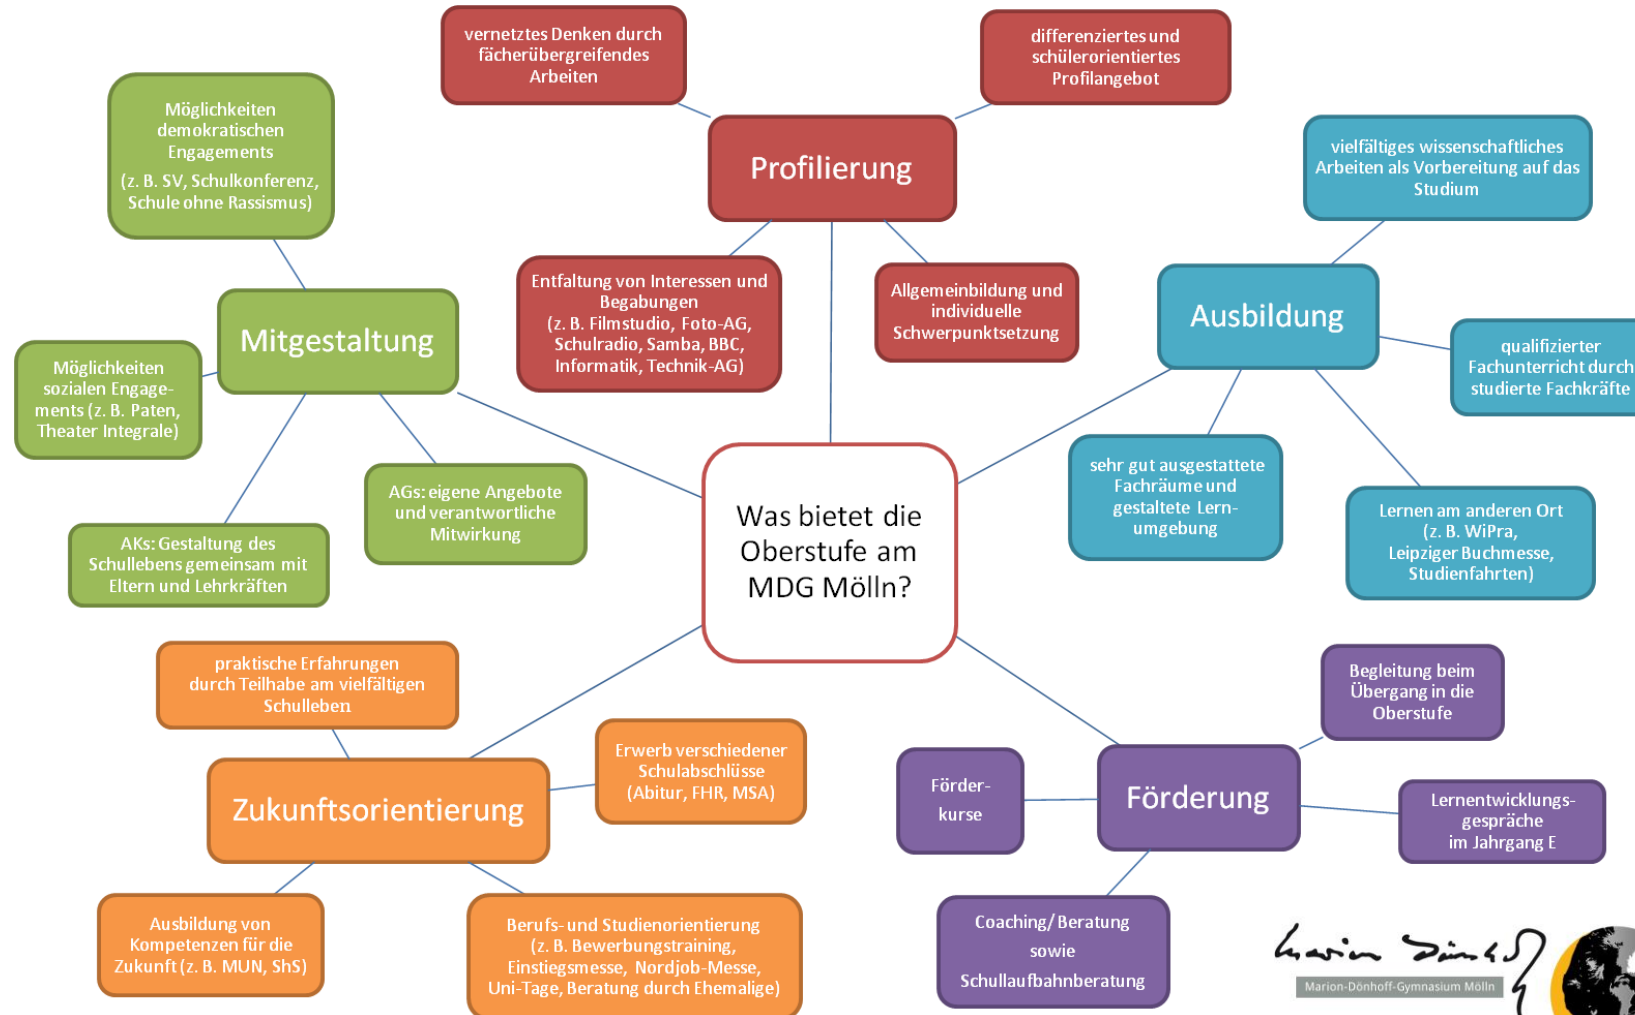 vernetztes Denken durch
fächerübergreifendes
Arbeiten
differenziertes und
schülerorientiertes
Profilangebot
Profilierung
Entfaltung von Interessen und
Begabungen
(z. B. Filmstudio, Foto-AG,
Schulradio, Samba, BBC,
Informatik, Technik-AG)
Allgemeinbildung und
individuelle
Schwerpunktsetzung
Möglichkeiten
demokratischen
Engagements
(z. B. SV, Schulkonferenz,
Schule ohne Rassismus)
Mitgestaltung
Möglichkeiten
sozialen Engage-
ments (z. B. Paten,
Theater Integrale)
AGs: eigene Angebote
und verantwortliche
Mitwirkung
AKs: Gestaltung des
Schullebens gemeinsam mit
Eltern und Lehrkräften
vielfältiges wissenschaftliches
Arbeiten als Vorbereitung auf das
Studium
Ausbildung
qualifizierter
Fachunterricht durch
studierte Fachkräfte
sehr gut ausgestattete
Fachräume und
gestaltete Lern-
umgebung
Lernen am anderen Ort
(z. B. WiPra,
Leipziger Buchmesse,
Studienfahrten)
Was bietet die
Oberstufe am
MDG Mölln?
praktische Erfahrungen
durch Teilhabe am vielfältigen
Schulleben
Zukunftsorientierung
Erwerb verschiedener
Schulabschlüsse
(Abitur, FHR, MSA)
Ausbildung von
Kompetenzen für die
Zukunft (z. B. MUN, ShS)
Berufs- und Studienorientierung
(z. B. Bewerbungstraining,
Einstiegsmesse, Nordjob-Messe,
Uni-Tage, Beratung durch Ehemalige)
Begleitung beim
Übergang in die
Oberstufe
Förderung
Förder-
kurse
Lernentwicklungs-
gespräche
im Jahrgang E
Coaching/ Beratung
sowie
Schullaufbahnberatung
Marion Dönhoff
Marion-Dönhoff-Gymnasium Mölln